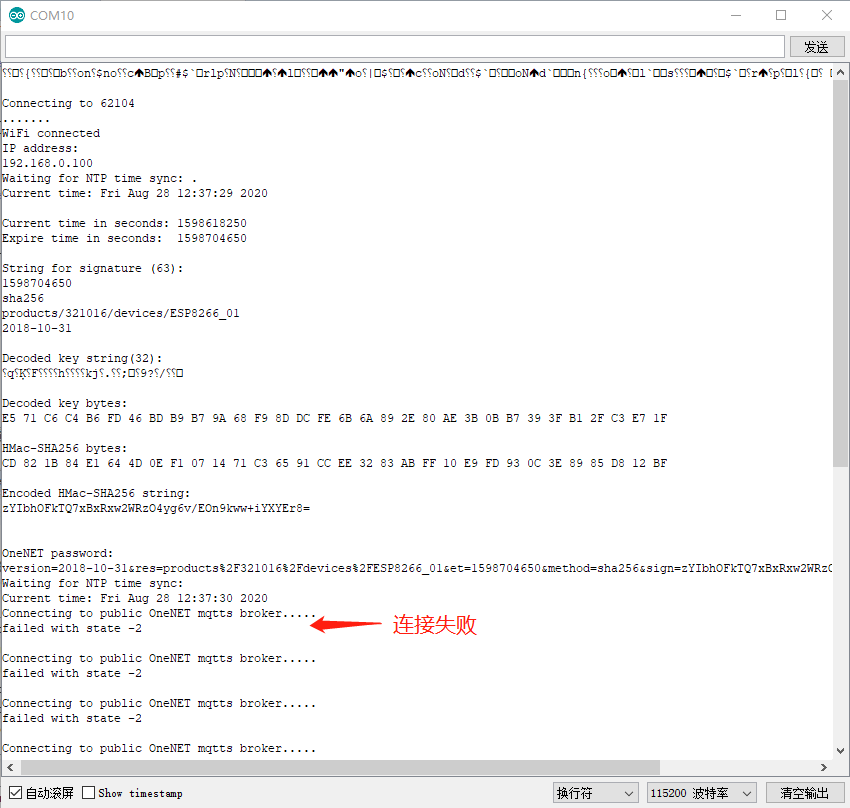 COM10
发送
Connecting to 62104
.......
WiFi connected
IP address:
192.168.0.100
Waiting for NTP time sync: .
Current time: Fri Aug 28 12:37:29 2020
Current time in seconds: 1598618250
Expire time in seconds:  1598704650
String for signature (63):
1598704650
sha256
products/321016/devices/ESP8266_01
2018-10-31
Decoded key string(32):
Decoded key bytes:
E5 71 C6 C4 B6 FD 46 BD B9 B7 9A 68 F9 8D DC FE 6B 6A 89 2E 80 AE 3B 0B B7 39 3F B1 2F C3 E7 1F
HMac-SHA256 bytes:
CD 82 1B 84 E1 64 4D 0E F1 07 14 71 C3 65 91 CC EE 32 83 AB FF 10 E9 FD 93 0C 3E 89 85 D8 12 BF
Encoded HMac-SHA256 string:
zYIbhOFkTQ7xBxRxw2WRzO4yg6v/EOn9kww+iYXYEr8=
OneNET password:
version=2018-10-31&res=products%2F321016%2Fdevices%2FESP8266_01&et=1598704650&method=sha256&sign=zYIbhOFkTQ7xBxRxw2WRzO
Waiting for NTP time sync:
Current time: Fri Aug 28 12:37:30 2020
Connecting to public OneNET mqtts broker.....
failed with state -2
连接失败
Connecting to public OneNET mqtts broker.....
failed with state -2
Connecting to public OneNET mqtts broker.....
failed with state -2
Connecting to public OneNET mqtts broker.....
自动滚屏 Show timestamp 换行符 115200 波特率 清空输出